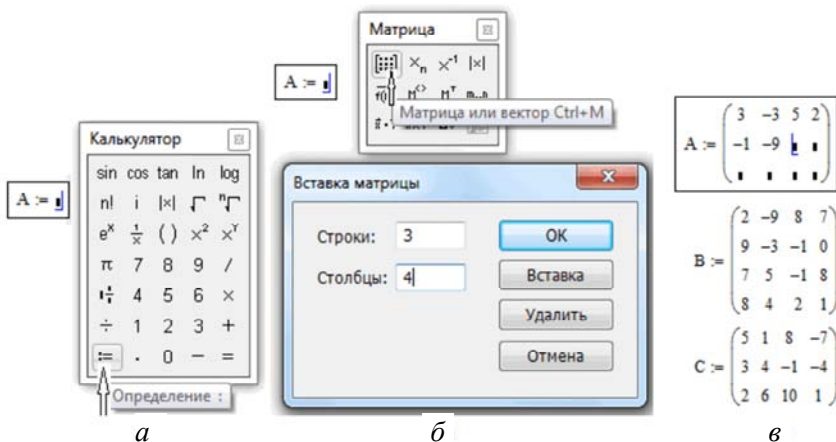 A :=
Калькулятор
sin cos tan ln log
n! i |×| √ ⁿ√
eˣ 1/x ( ) ×² ×ʸ
π 7 8 9 /
4 5 6 ×
÷ 1 2 3 +
:= . 0 − =
Определение :
а
A :=
Матрица
×ₙ ×⁻¹ |×|
Матрица или вектор Ctrl+M
Вставка матрицы
Строки: 3
Столбцы: 4
OK
Вставка
Удалить
Отмена
б
A :=
3 −3 5 2
−1 −9
B :=
2 −9 8 7
9 −3 −1 0
7 5 −1 8
8 4 2 1
C :=
5 1 8 −7
3 4 −1 −4
2 6 10 1
в